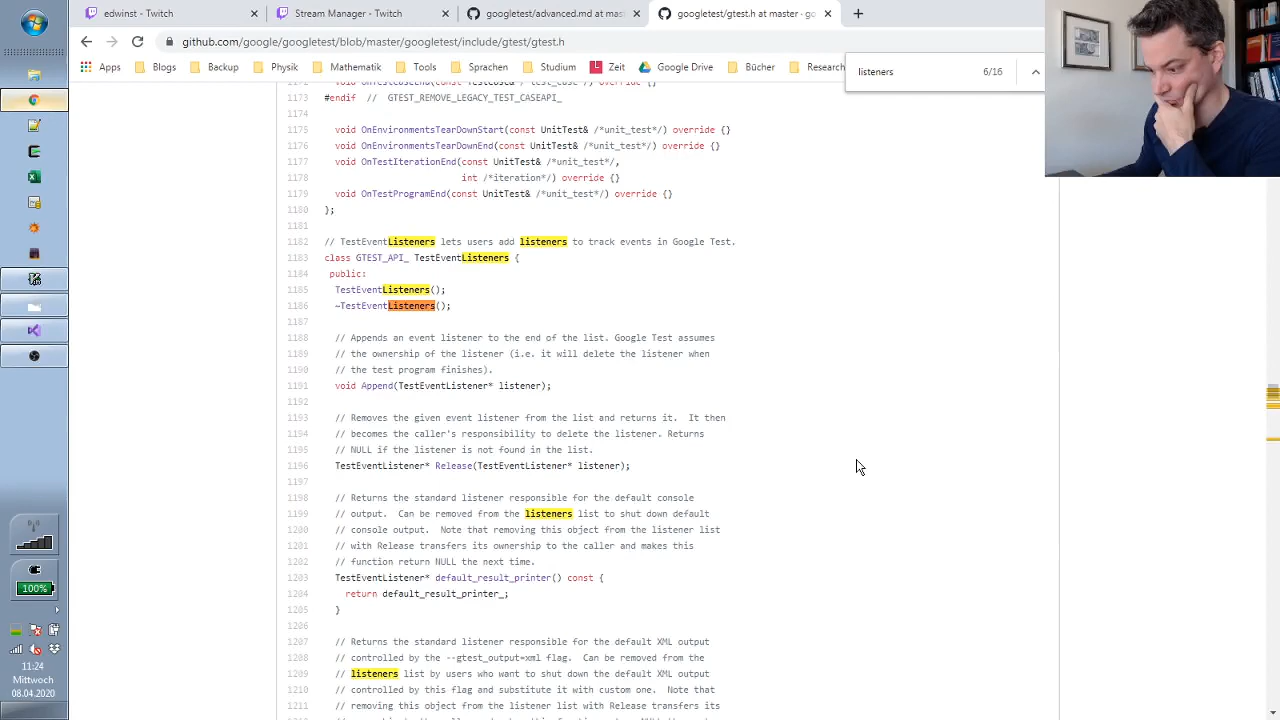 edwinst - Twitch
Stream Manager - Twitch
googletest/advanced.md at mast
googletest/gtest.h at master · go
github.com/google/googletest/blob/master/googletest/include/gtest/gtest.h
Apps
Blogs
Backup
Physik
Mathematik
Tools
Sprachen
Studium
Zeit
Google Drive
Bücher
Research
listeners
6/16
1173 #endif  //  GTEST_REMOVE_LEGACY_TEST_CASEAPI_
1174
1175 void OnEnvironmentsTearDownStart(const UnitTest& /*unit_test*/) override {}
1176 void OnEnvironmentsTearDownEnd(const UnitTest& /*unit_test*/) override {}
1177 void OnTestIterationEnd(const UnitTest& /*unit_test*/,
1178 int /*iteration*/) override {}
1179 void OnTestProgramEnd(const UnitTest& /*unit_test*/) override {}
1180 };
1181
1182 // TestEventListeners lets users add listeners to track events in Google Test.
1183 class GTEST_API_ TestEventListeners {
1184 public:
1185 TestEventListeners();
1186 ~TestEventListeners();
1187
1188 // Appends an event listener to the end of the list. Google Test assumes
1189 // the ownership of the listener (i.e. it will delete the listener when
1190 // the test program finishes).
1191 void Append(TestEventListener* listener);
1192
1193 // Removes the given event listener from the list and returns it.  It then
1194 // becomes the caller's responsibility to delete the listener. Returns
1195 // NULL if the listener is not found in the list.
1196 TestEventListener* Release(TestEventListener* listener);
1197
1198 // Returns the standard listener responsible for the default console
1199 // output.  Can be removed from the listeners list to shut down default
1200 // console output.  Note that removing this object from the listener list
1201 // with Release transfers its ownership to the caller and makes this
1202 // function return NULL the next time.
1203 TestEventListener* default_result_printer() const {
1204 return default_result_printer_;
1205 }
1206
1207 // Returns the standard listener responsible for the default XML output
1208 // controlled by the --gtest_output=xml flag.  Can be removed from the
1209 // listeners list by users who want to shut down the default XML output
1210 // controlled by this flag and substitute it with custom one.  Note that
1211 // removing this object from the listener list with Release transfers its
100%
11:24
Mittwoch
08.04.2020